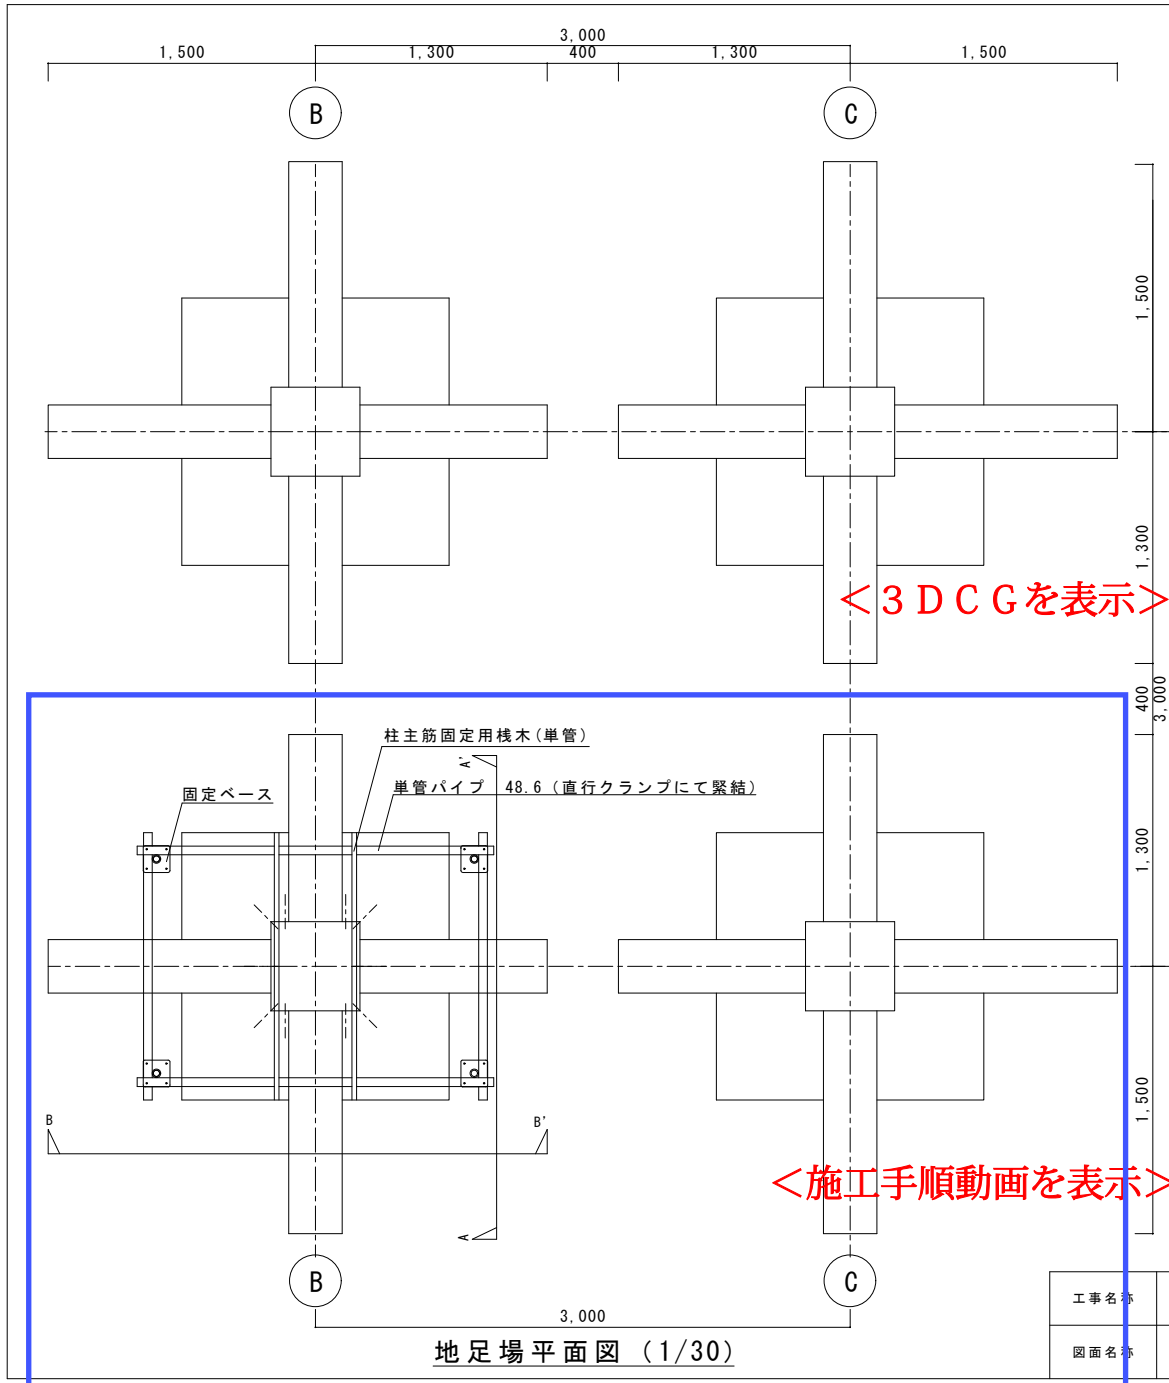 3,000
1,500
1,300
400
1,300
1,500
B
C
1,500
1,300
<3DCGを表示>
400
3,000
柱主筋固定用桟木(単管)
A'
単管パイプ 48.6 (直行クランプにて緊結)
固定ベース
1,300
1,500
B
B'
<施工手順動画を表示>
A
B
C
3,000
地足場平面図 (1/30)
工事名称
図面名称